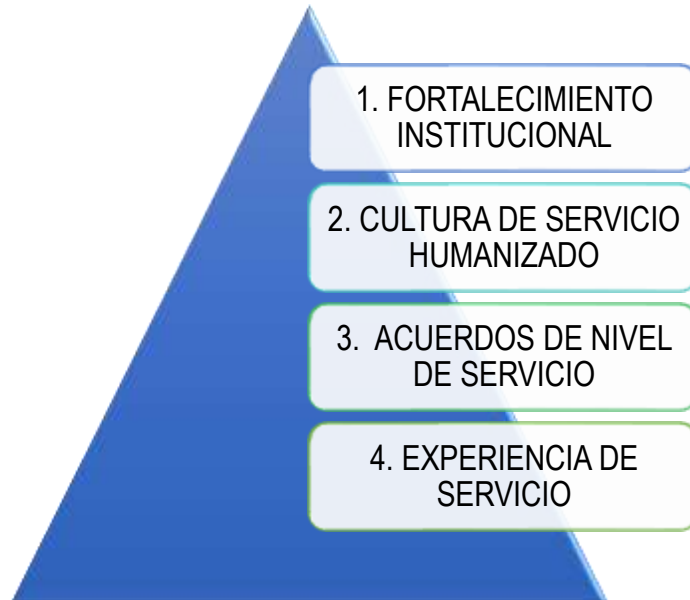 1. FORTALECIMIENTO
INSTITUCIONAL
2. CULTURA DE SERVICIO
HUMANIZADO
3. ACUERDOS DE NIVEL
DE SERVICIO
4. EXPERIENCIA DE
SERVICIO